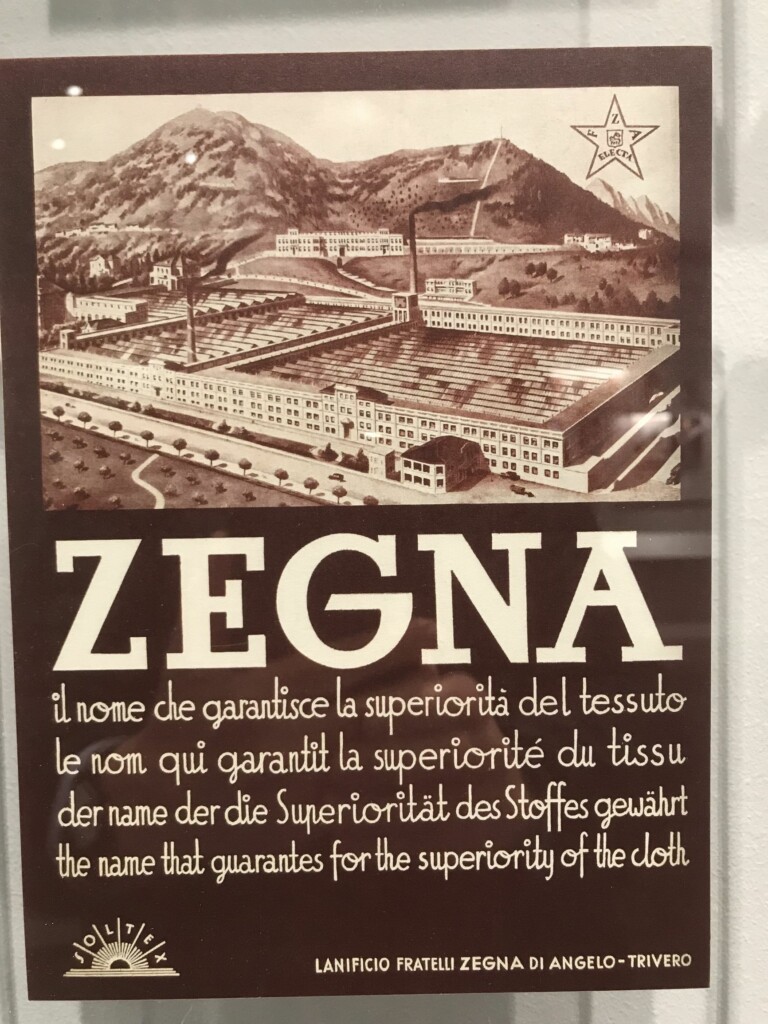 F Z A
ELECTA
ZEGNA
il nome che garantisce la superiorità del tessuto
le nom qui garantit la superiorité du tissu
der name der die Superiorität des Stoffes gewährt
the name that guarantes for the superiority of the cloth
SOLTEX
LANIFICIO FRATELLI ZEGNA DI ANGELO-TRIVERO